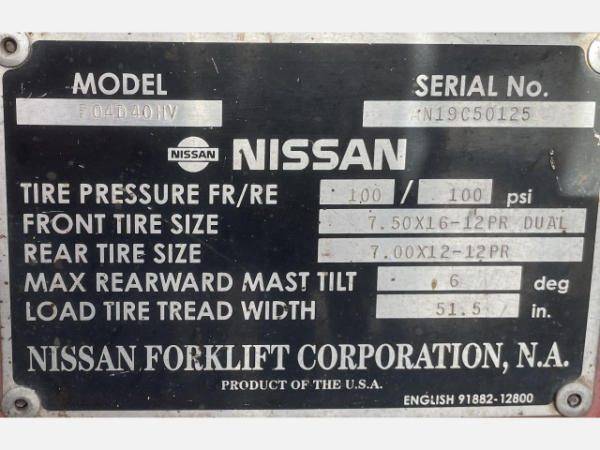 MODEL SERIAL No.
F04D40HV AN19C50125
NISSAN NISSAN
TIRE PRESSURE FR/RE 100 / 100 psi
FRONT TIRE SIZE 7.50X16-12PR DUAL
REAR TIRE SIZE 7.00X12-12PR
MAX REARWARD MAST TILT 6 deg
LOAD TIRE TREAD WIDTH 51.5 in.
NISSAN FORKLIFT CORPORATION, N.A.
PRODUCT OF THE U.S.A.
ENGLISH 91882-12800